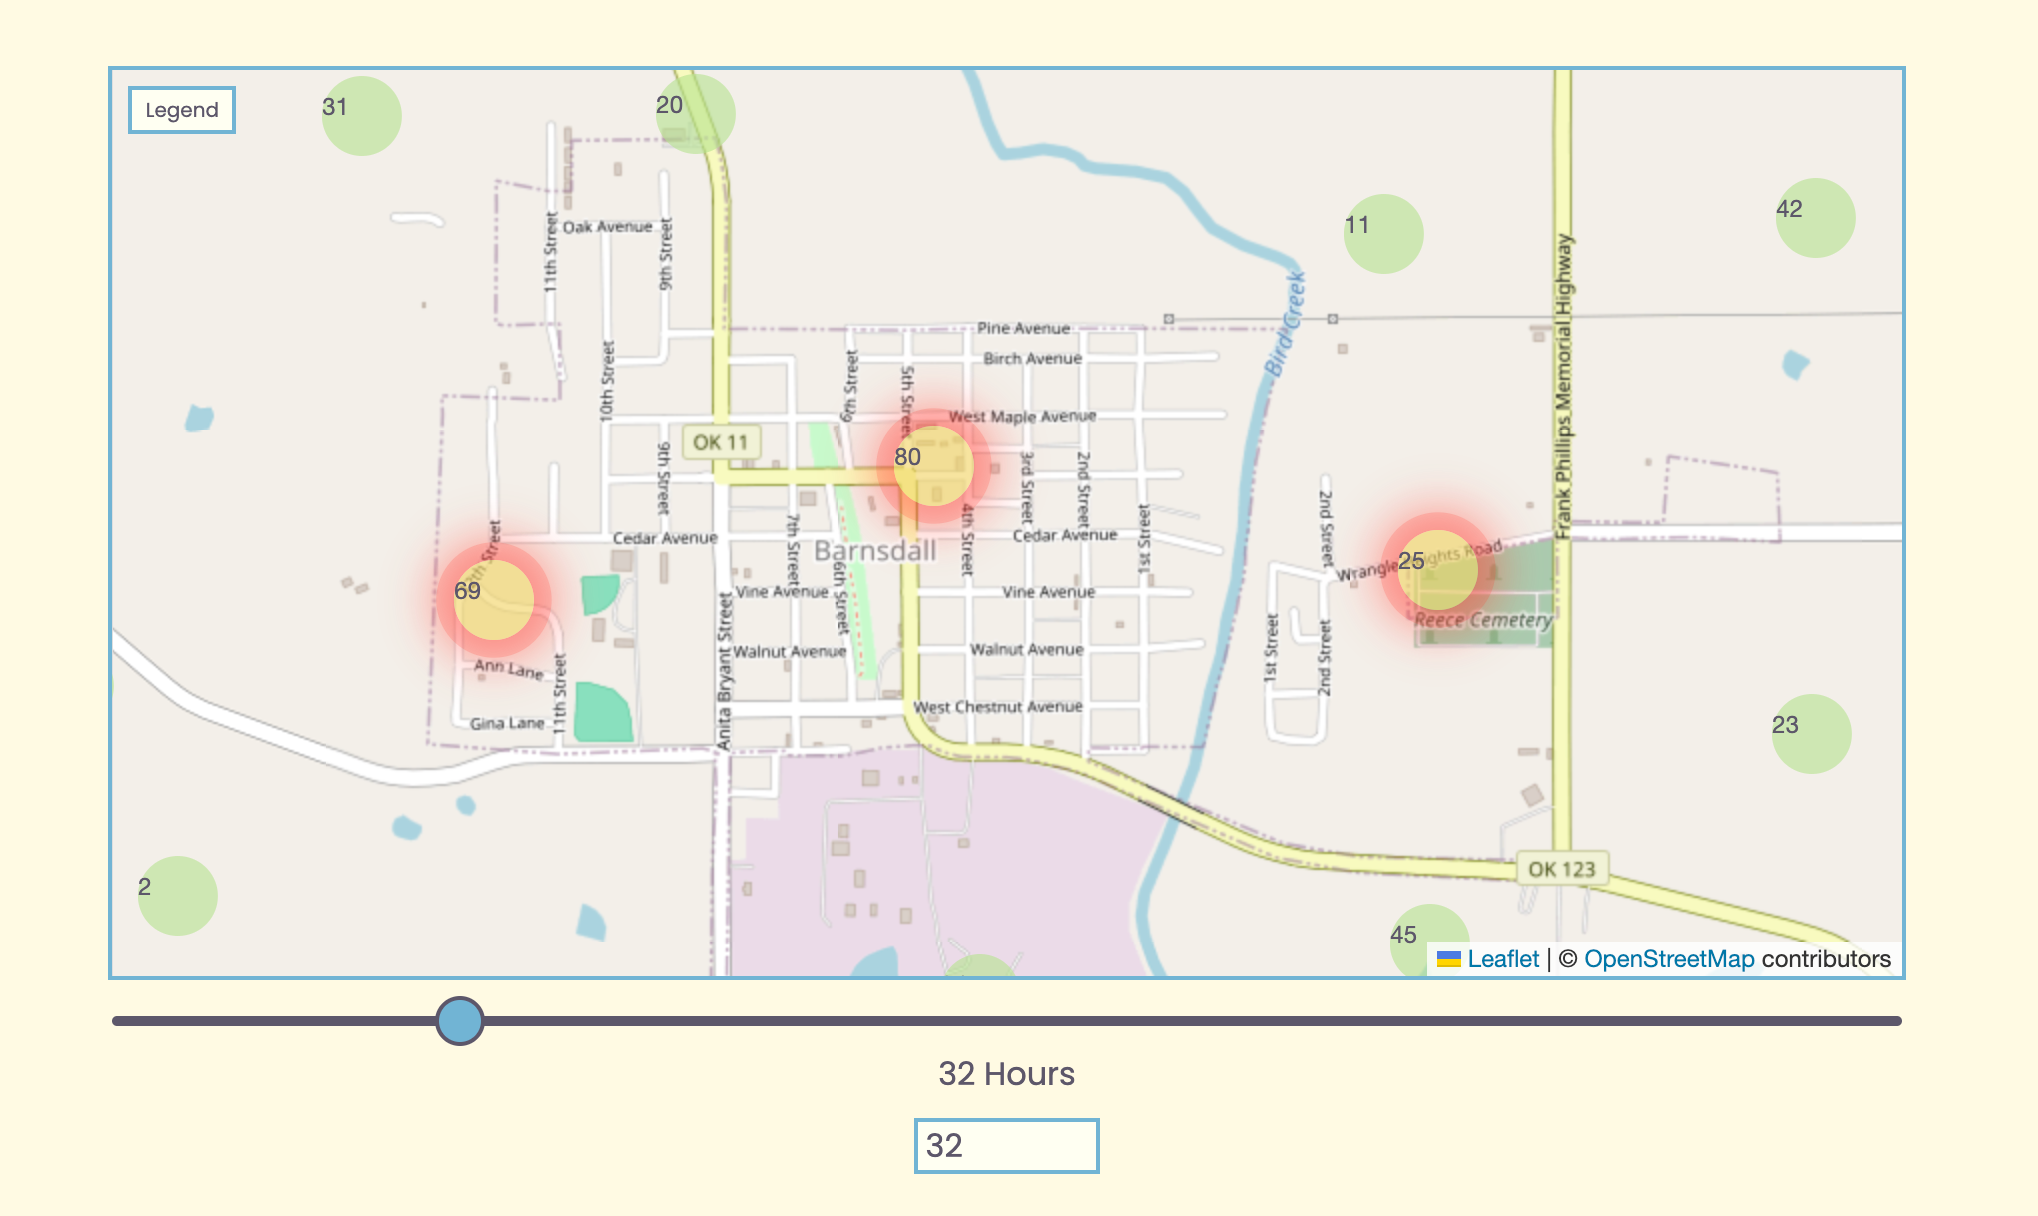 Legend
31
20
11
42
Oak Avenue
11th Street
9th Street
10th Street
Bird Creek
Frank Phillips Memorial Highway
Pine Avenue
Birch Avenue
6th Street
5th Street
West Maple Avenue
OK 11
80
9th Street
3rd Street
2nd Street
2nd Street
7th Street
4th Street
1st Street
Cedar Avenue
Cedar Avenue
Barnsdall
Street
25
Wrangle
ights Road
69
Vine Avenue
6th Street
Vine Avenue
Reece Cemetery
Anita Bryant Street
Walnut Avenue
Walnut Avenue
1st Street
2nd Street
Ann Lane
11th Street
Gina Lane
West Chestnut Avenue
23
OK 123
2
45
Leaflet | © OpenStreetMap contributors
32 Hours
32